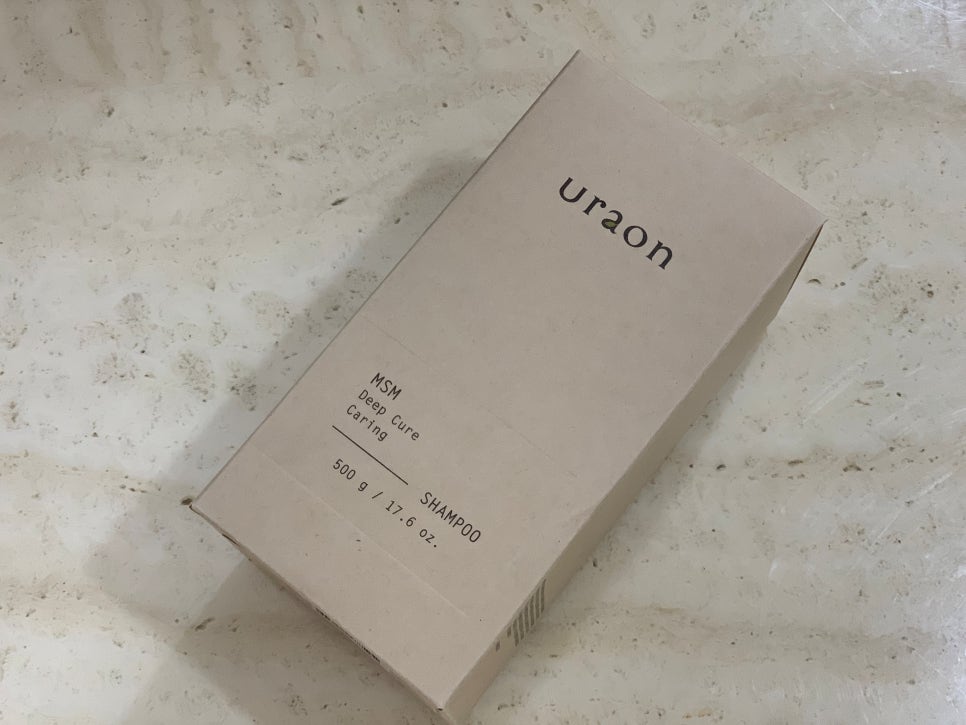 uraon
MSM
Deep Cure
Caring
SHAMPOO
500 g / 17.6 oz.